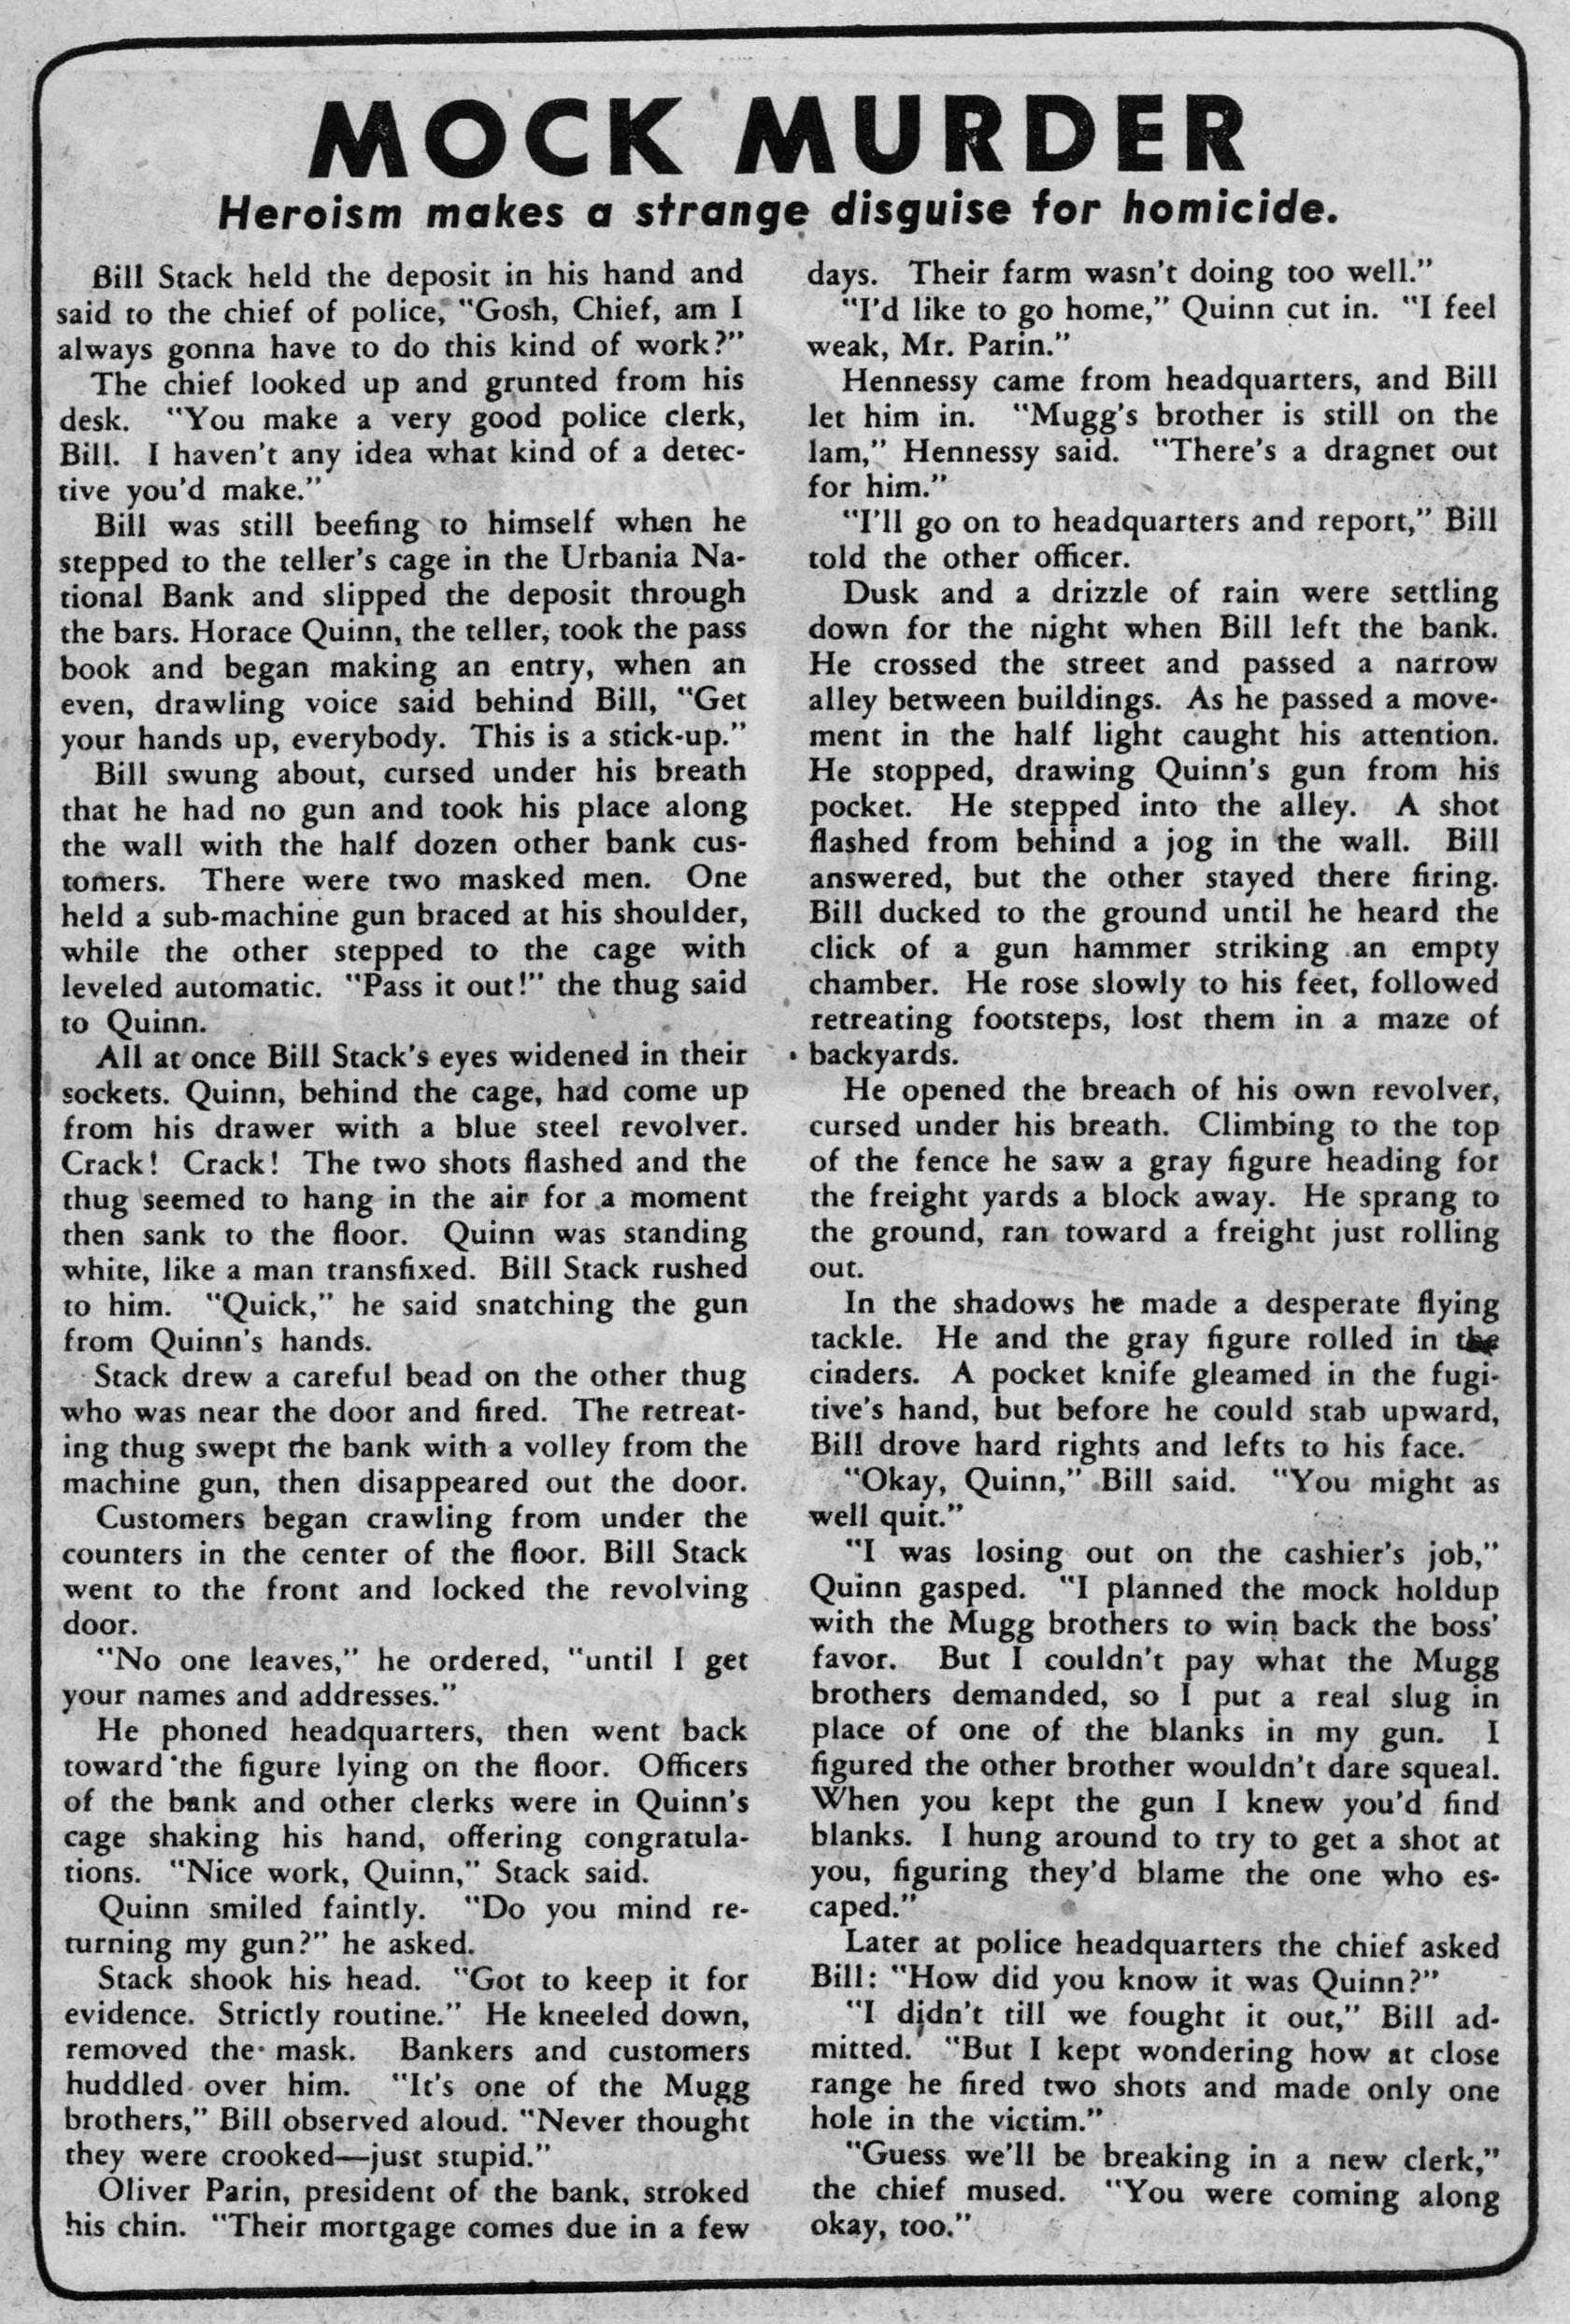 MOCK MURDER
Heroism makes a strange disguise for homicide.
Bill Stack held the deposit in his hand and
said to the chief of police, "Gosh, Chief, am I
always gonna have to do this kind of work?"
The chief looked up and grunted from his
desk. "You make a very good police clerk,
Bill. I haven't any idea what kind of a detec-
tive you'd make."
Bill was still beefing to himself when he
stepped to the teller's cage in the Urbania Na-
tional Bank and slipped the deposit through
the bars. Horace Quinn, the teller, took the pass
book and began making an entry, when an
even, drawling voice said behind Bill, "Get
your hands up, everybody. This is a stick-up."
Bill swung about, cursed under his breath
that he had no gun and took his place along
the wall with the half dozen other bank cus-
tomers. There were two masked men. One
held a sub-machine gun braced at his shoulder,
while the other stepped to the cage with
leveled automatic. "Pass it out!" the thug said
to Quinn.
All at once Bill Stack's eyes widened in their
sockets. Quinn, behind the cage, had come up
from his drawer with a blue steel revolver.
Crack! Crack! The two shots flashed and the
thug seemed to hang in the air for a moment
then sank to the floor. Quinn was standing
white, like a man transfixed. Bill Stack rushed
to him. "Quick," he said snatching the gun
from Quinn's hands.
Stack drew a careful bead on the other thug
who was near the door and fired. The retreat-
ing thug swept the bank with a volley from the
machine gun, then disappeared out the door.
Customers began crawling from under the
counters in the center of the floor. Bill Stack
went to the front and locked the revolving
door.
"No one leaves," he ordered, "until I get
your names and addresses."
He phoned headquarters, then went back
toward the figure lying on the floor. Officers
of the bank and other clerks were in Quinn's
cage shaking his hand, offering congratula-
tions. "Nice work, Quinn," Stack said.
Quinn smiled faintly. "Do you mind re-
turning my gun?" he asked.
Stack shook his head. "Got to keep it for
evidence. Strictly routine." He kneeled down,
removed the mask. Bankers and customers
huddled over him. "It's one of the Mugg
brothers," Bill observed aloud. "Never thought
they were crooked—just stupid."
Oliver Parin, president of the bank, stroked
his chin. "Their mortgage comes due in a few
days. Their farm wasn't doing too well."
"I'd like to go home," Quinn cut in. "I feel
weak, Mr. Parin."
Hennessy came from headquarters, and Bill
let him in. "Mugg's brother is still on the
lam," Hennessy said. "There's a dragnet out
for him."
"I'll go on to headquarters and report," Bill
told the other officer.
Dusk and a drizzle of rain were settling
down for the night when Bill left the bank.
He crossed the street and passed a narrow
alley between buildings. As he passed a move-
ment in the half light caught his attention.
He stopped, drawing Quinn's gun from his
pocket. He stepped into the alley. A shot
flashed from behind a jog in the wall. Bill
answered, but the other stayed there firing.
Bill ducked to the ground until he heard the
click of a gun hammer striking an empty
chamber. He rose slowly to his feet, followed
retreating footsteps, lost them in a maze of
backyards.
He opened the breach of his own revolver,
cursed under his breath. Climbing to the top
of the fence he saw a gray figure heading for
the freight yards a block away. He sprang to
the ground, ran toward a freight just rolling
out.
In the shadows he made a desperate flying
tackle. He and the gray figure rolled in the
cinders. A pocket knife gleamed in the fugi-
tive's hand, but before he could stab upward,
Bill drove hard rights and lefts to his face.
"Okay, Quinn," Bill said. "You might as
well quit."
"I was losing out on the cashier's job,"
Quinn gasped. "I planned the mock holdup
with the Mugg brothers to win back the boss'
favor. But I couldn't pay what the Mugg
brothers demanded, so I put a real slug in
place of one of the blanks in my gun. I
figured the other brother wouldn't dare squeal.
When you kept the gun I knew you'd find
blanks. I hung around to try to get a shot at
you, figuring they'd blame the one who es-
caped."
Later at police headquarters the chief asked
Bill: "How did you know it was Quinn?"
"I didn't till we fought it out," Bill ad-
mitted. "But I kept wondering how at close
range he fired two shots and made only one
hole in the victim."
"Guess we'll be breaking in a new clerk,"
the chief mused. "You were coming along
okay, too."